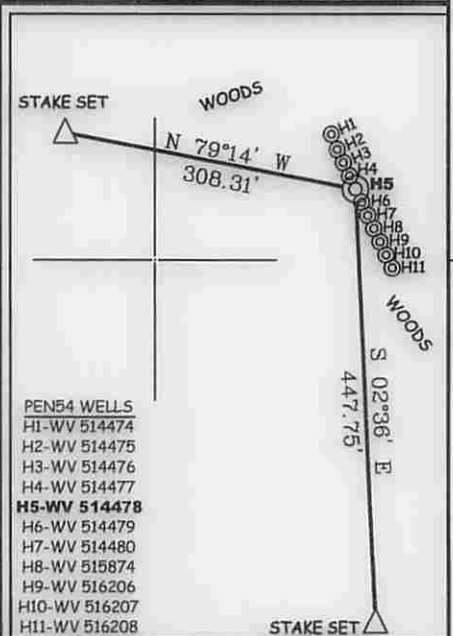 STAKE SET
WOODS
N 79°14' W
308.31'
H1
H2
H3
H4
H5
H6
H7
H8
H9
H10
H11
WOODS
S 02°36' E
447.75'
PEN54 WELLS
H1-WV 514474
H2-WV 514475
H3-WV 514476
H4-WV 514477
H5-WV 514478
H6-WV 514479
H7-WV 514480
H8-WV 515874
H9-WV 516206
H10-WV 516207
H11-WV 516208
STAKE SET